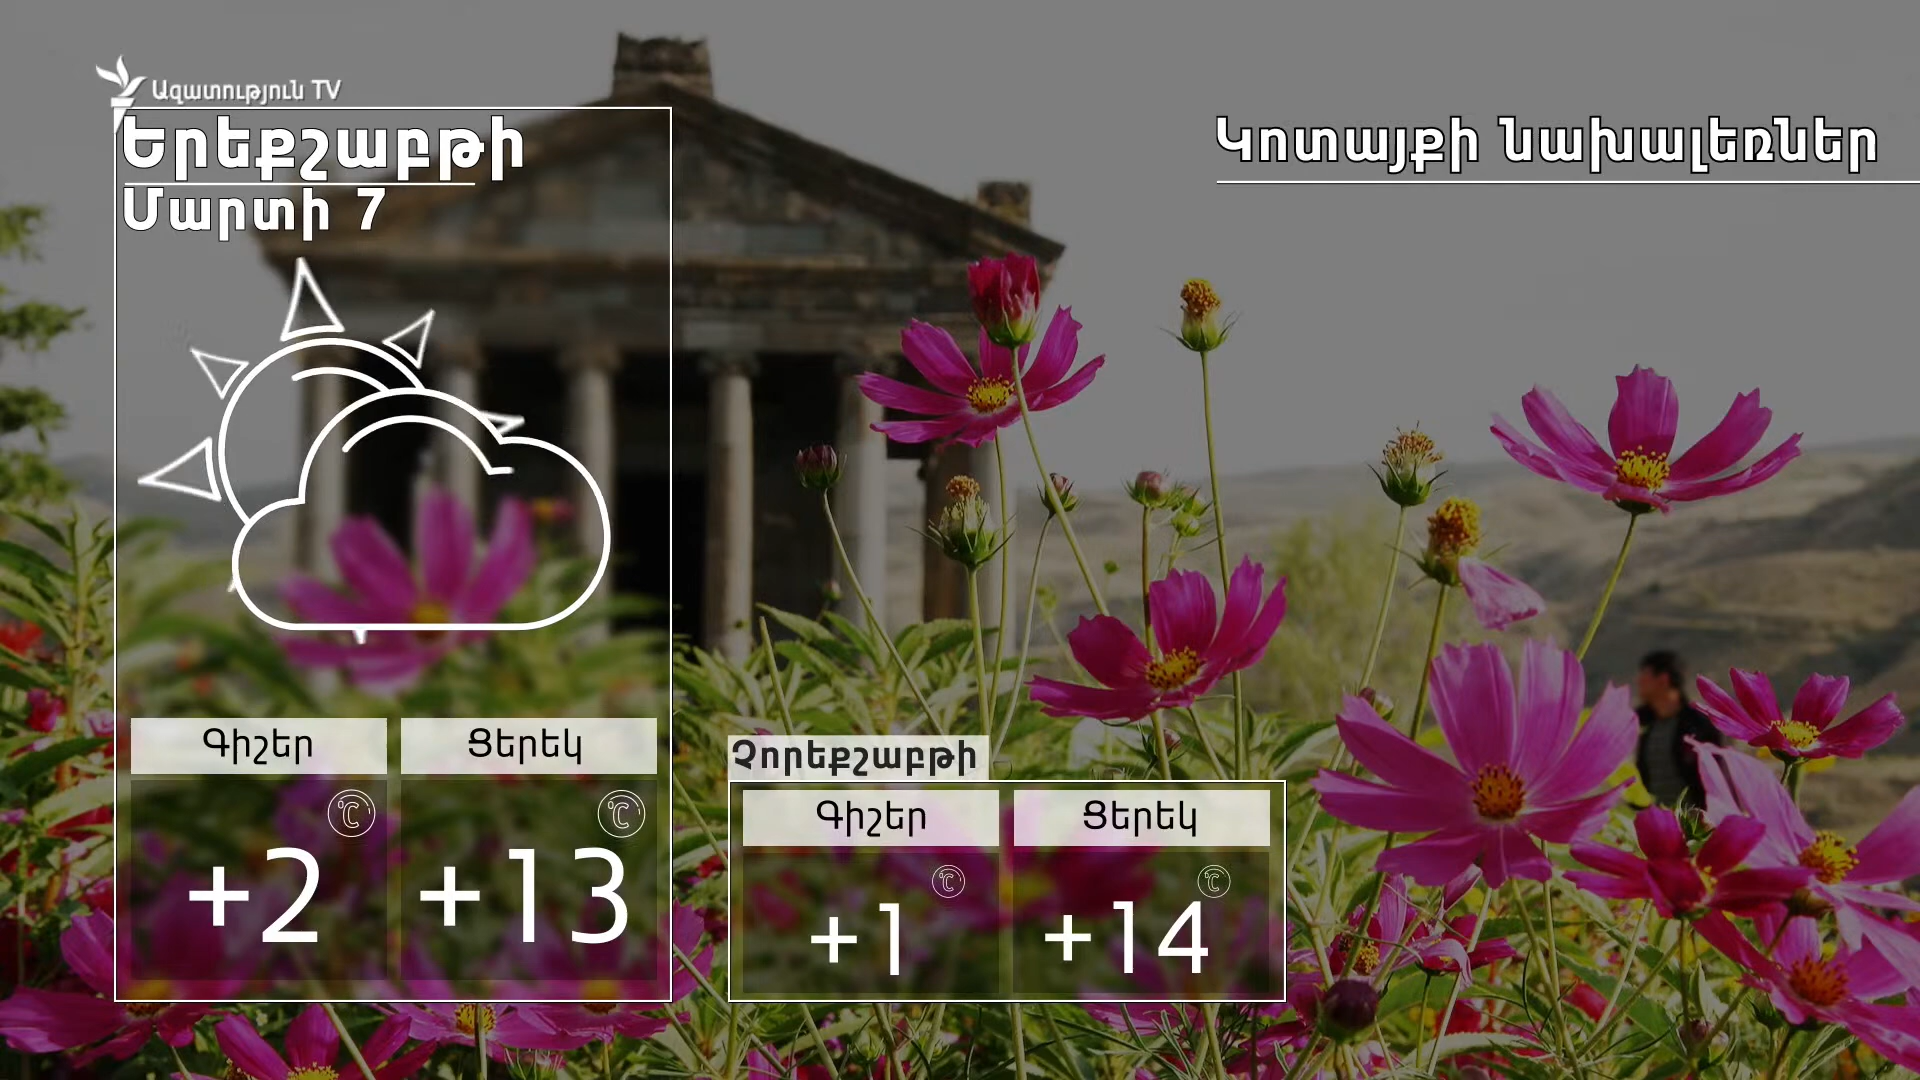 Ազատություն TV
Երեքշաբթի
Մարտի 7
Կոտայքի նախալեռներ
Գիշեր
Ցերեկ
°C
°C
+2
+13
Չորեքշաբթի
Գիշեր
Ցերեկ
°C
°C
+1
+14